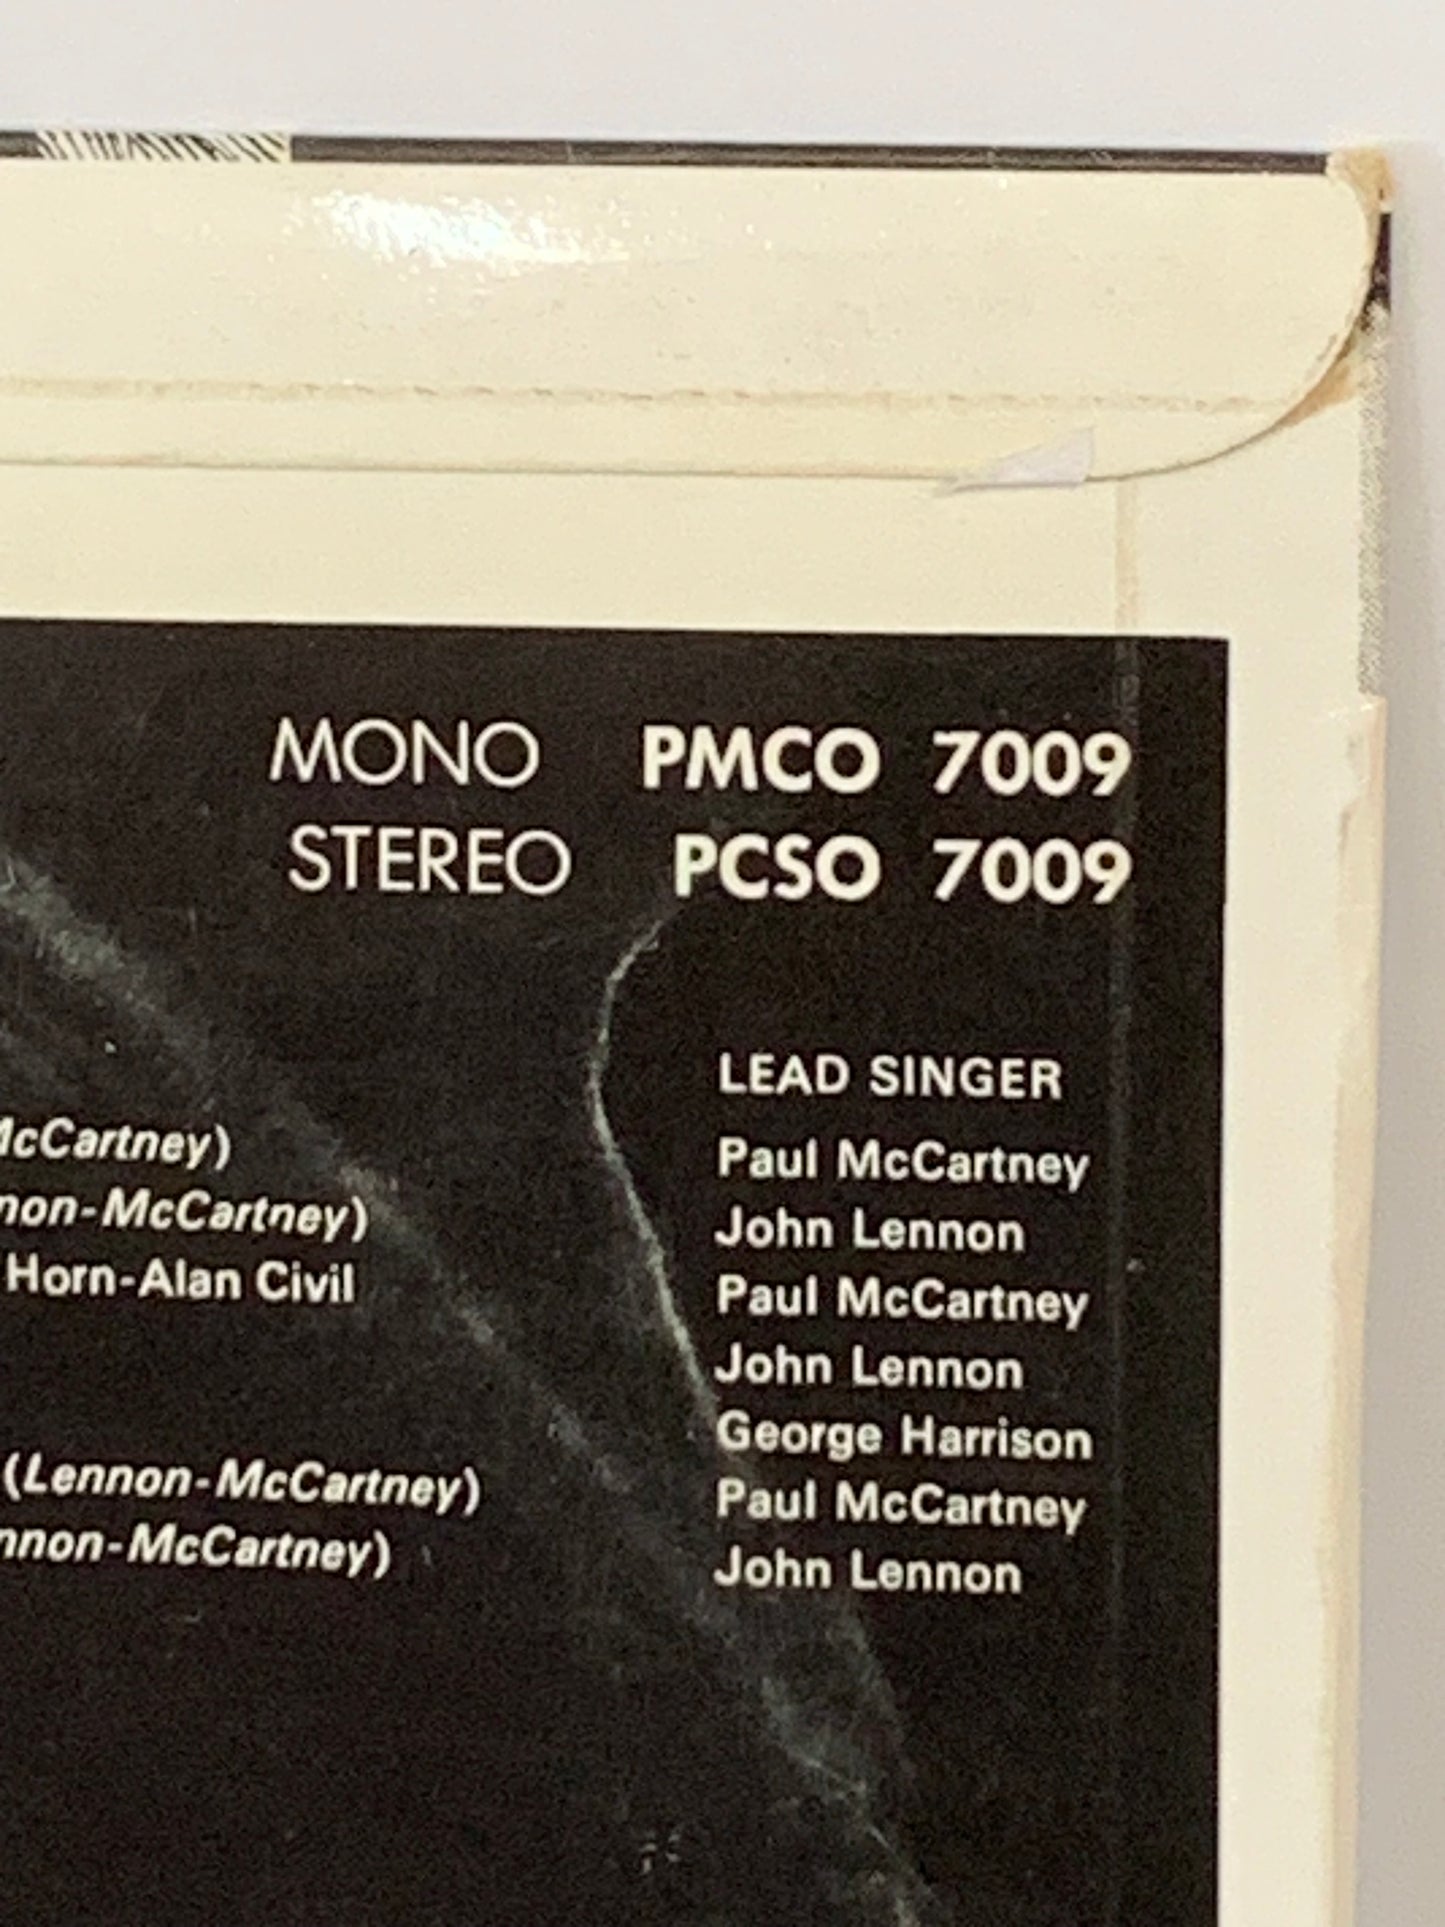 MONO PMCO 7009
STEREO PCSO 7009
LEAD SINGER
McCartney) Paul McCartney
non-McCartney) John Lennon
Horn-Alan Civil Paul McCartney
John Lennon
George Harrison
(Lennon-McCartney) Paul McCartney
nnon-McCartney) John Lennon